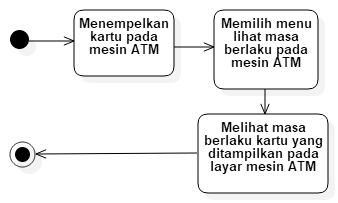 Menempelkan
kartu pada
mesin ATM
Memilih menu
lihat masa
berlaku pada
mesin ATM
Melihat masa
berlaku kartu yang
ditampilkan pada
layar mesin ATM